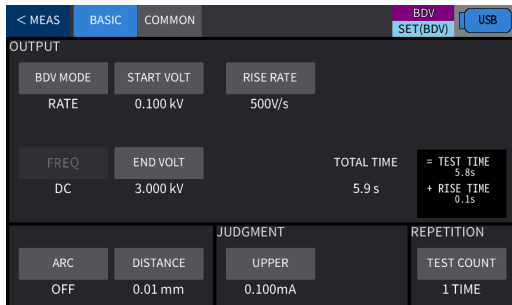 < MEAS BASIC COMMON BDV USB
SET(BDV)
OUTPUT
BDV MODE START VOLT RISE RATE
RATE 0.100 kV 500V/s
FREQ END VOLT TOTAL TIME = TEST TIME
5.8s
DC 3.000 kV 5.9 s + RISE TIME
0.1s
JUDGMENT REPETITION
ARC DISTANCE UPPER TEST COUNT
OFF 0.01 mm 0.100mA 1 TIME